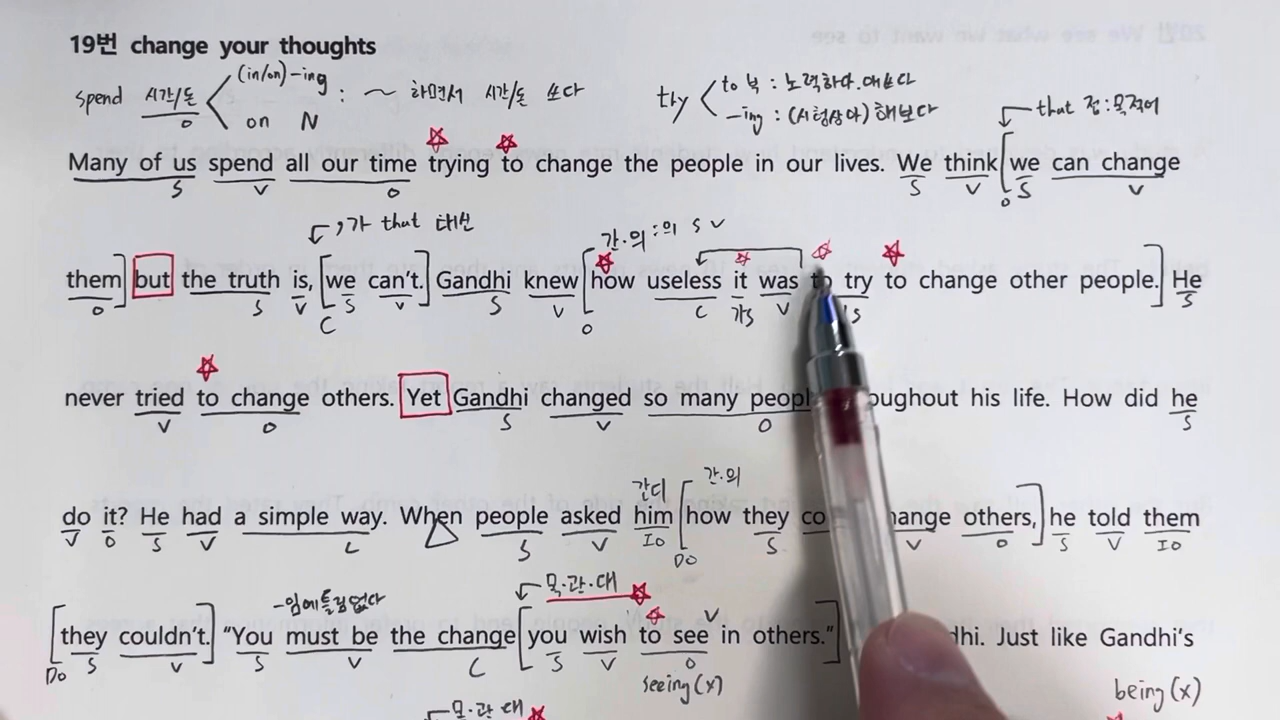 19번 change your thoughts
spend 시간/돈 (in/on) -ing : ~ 하면서 시간/돈 쓰다
O on N
try to 부 : 노력하다. 애쓰다
-ing : (시험삼아) 해보다
that 접 : 목적어
Many of us spend all our time trying to change the people in our lives. We think [we can change
S V O S V O S V
, 가 that 대신
간·의 : 의 S V
them] but the truth is, [we can't.] Gandhi knew [how useless it was to try to change other people.] He
O S V C S V S V O C 가S V S S
never tried to change others. Yet Gandhi changed so many throughout his life. How did he
V O S V O S
간디 간·의
do it? He had a simple way. When people asked him [how they change others,] he told them
V O S V S V IO DO S V O S V IO
-임에 틀림없다
목·관·대
[they couldn't.] "You must be the change [you wish to see in others."] Just like Gandhi's
DO S V S V C S V O V
seeing (x)
being (x)
목·관·대